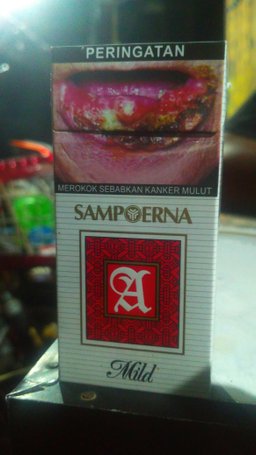 PERINGATAN
MEROKOK SEBABKAN KANKER MULUT
SAMPOERNA
A
Mild